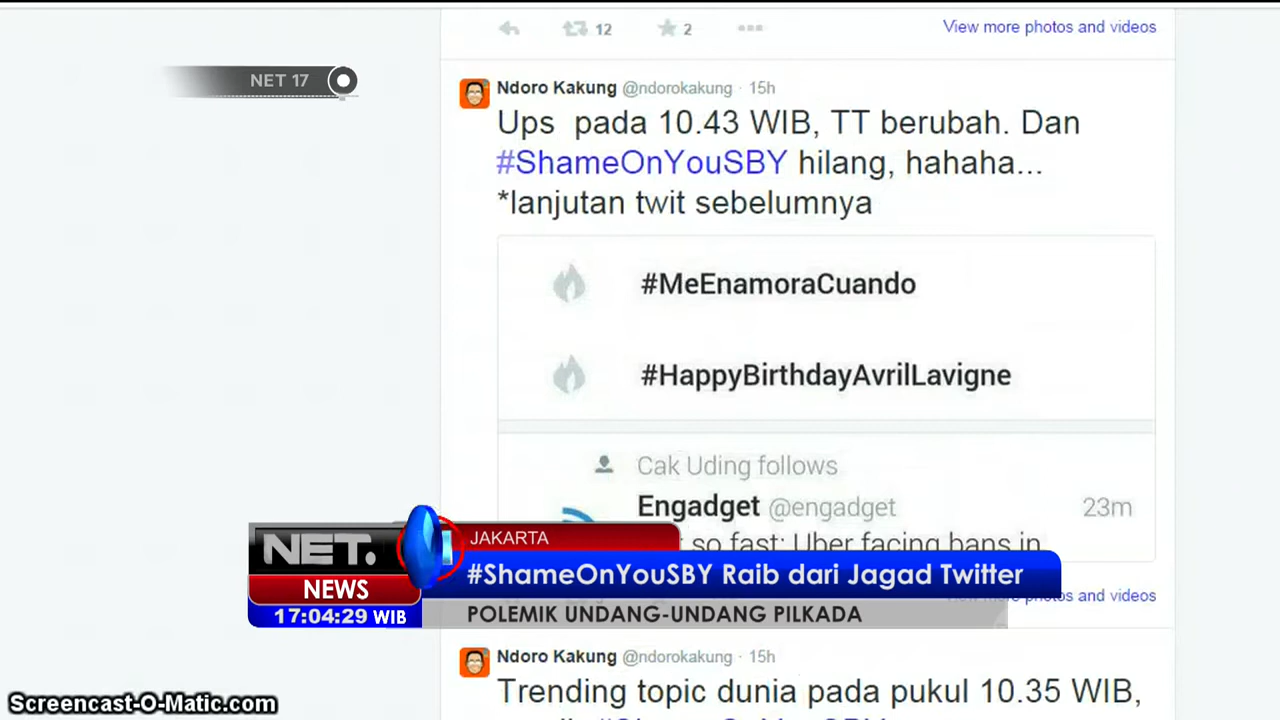 12
2
View more photos and videos
NET 17
Ndoro Kakung @ndorokakung · 15h
Ups pada 10.43 WIB, TT berubah. Dan
#ShameOnYouSBY hilang, hahaha...
*lanjutan twit sebelumnya
#MeEnamoraCuando
#HappyBirthdayAvrilLavigne
Cak Uding follows
Engadget @engadget 23m
so fast: Uber facing bans in
NET.
NEWS
17:04:29 WIB
JAKARTA
#ShameOnYouSBY Raib dari Jagad Twitter
POLEMIK UNDANG-UNDANG PILKADA
photos and videos
Ndoro Kakung @ndorokakung · 15h
Trending topic dunia pada pukul 10.35 WIB,
Screencast-O-Matic.com